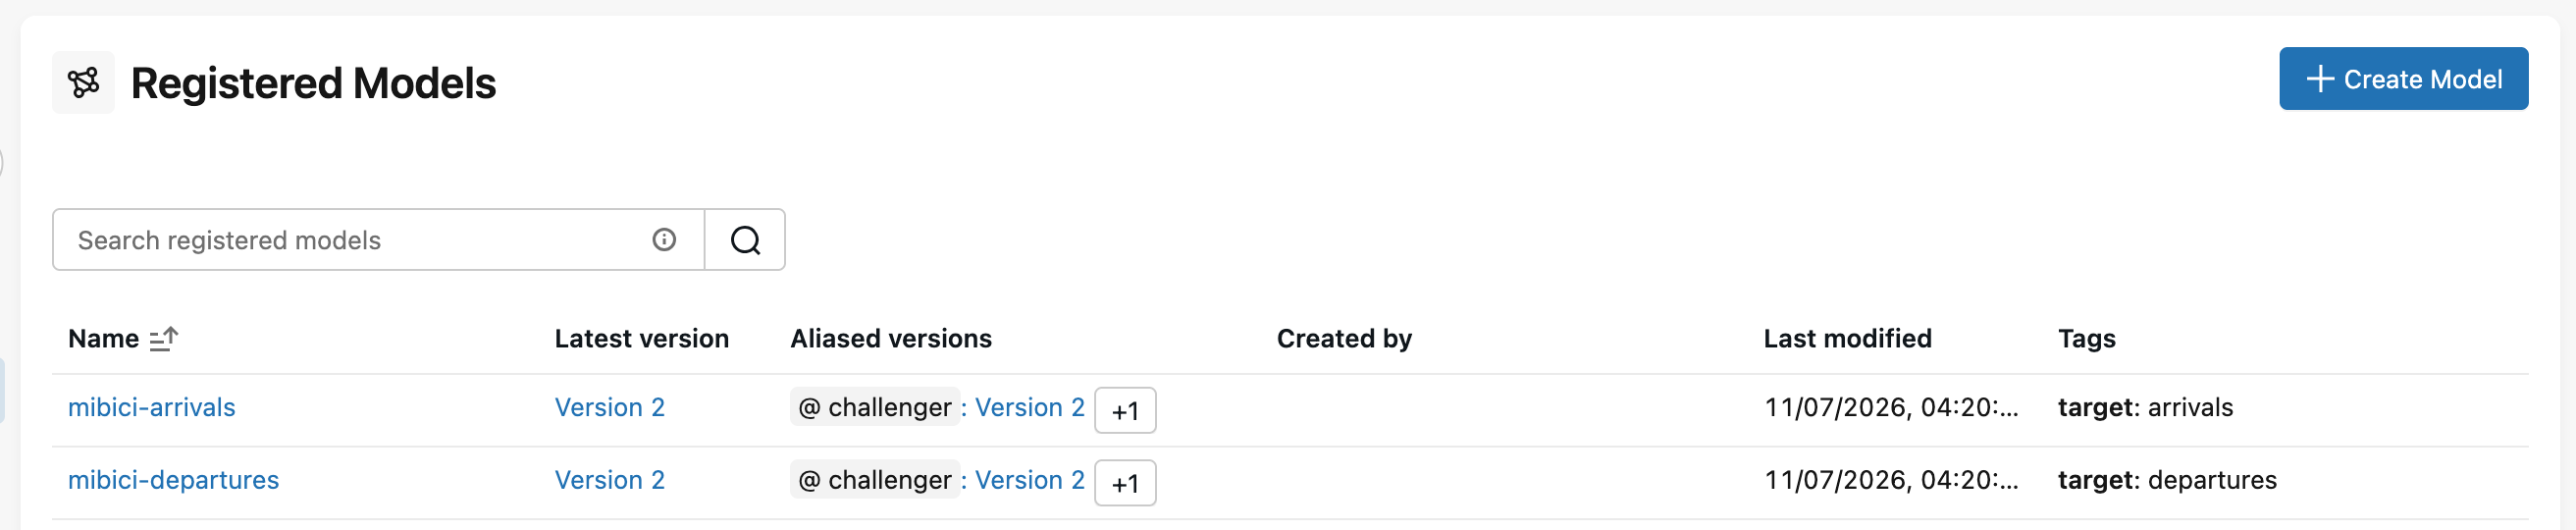 Registered Models
+ Create Model
Search registered models
Name Latest version Aliased versions Created by Last modified Tags
mibici-arrivals Version 2 @ challenger : Version 2 +1 11/07/2026, 04:20:... target: arrivals
mibici-departures Version 2 @ challenger : Version 2 +1 11/07/2026, 04:20:... target: departures